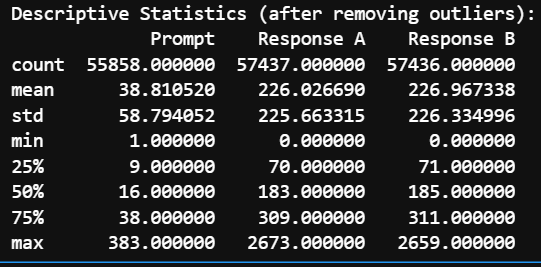 Descriptive Statistics (after removing outliers):
Prompt Response A Response B
count 55858.000000 57437.000000 57436.000000
mean 38.810520 226.026690 226.967338
std 58.794052 225.663315 226.334996
min 1.000000 0.000000 0.000000
25% 9.000000 70.000000 71.000000
50% 16.000000 183.000000 185.000000
75% 38.000000 309.000000 311.000000
max 383.000000 2673.000000 2659.000000